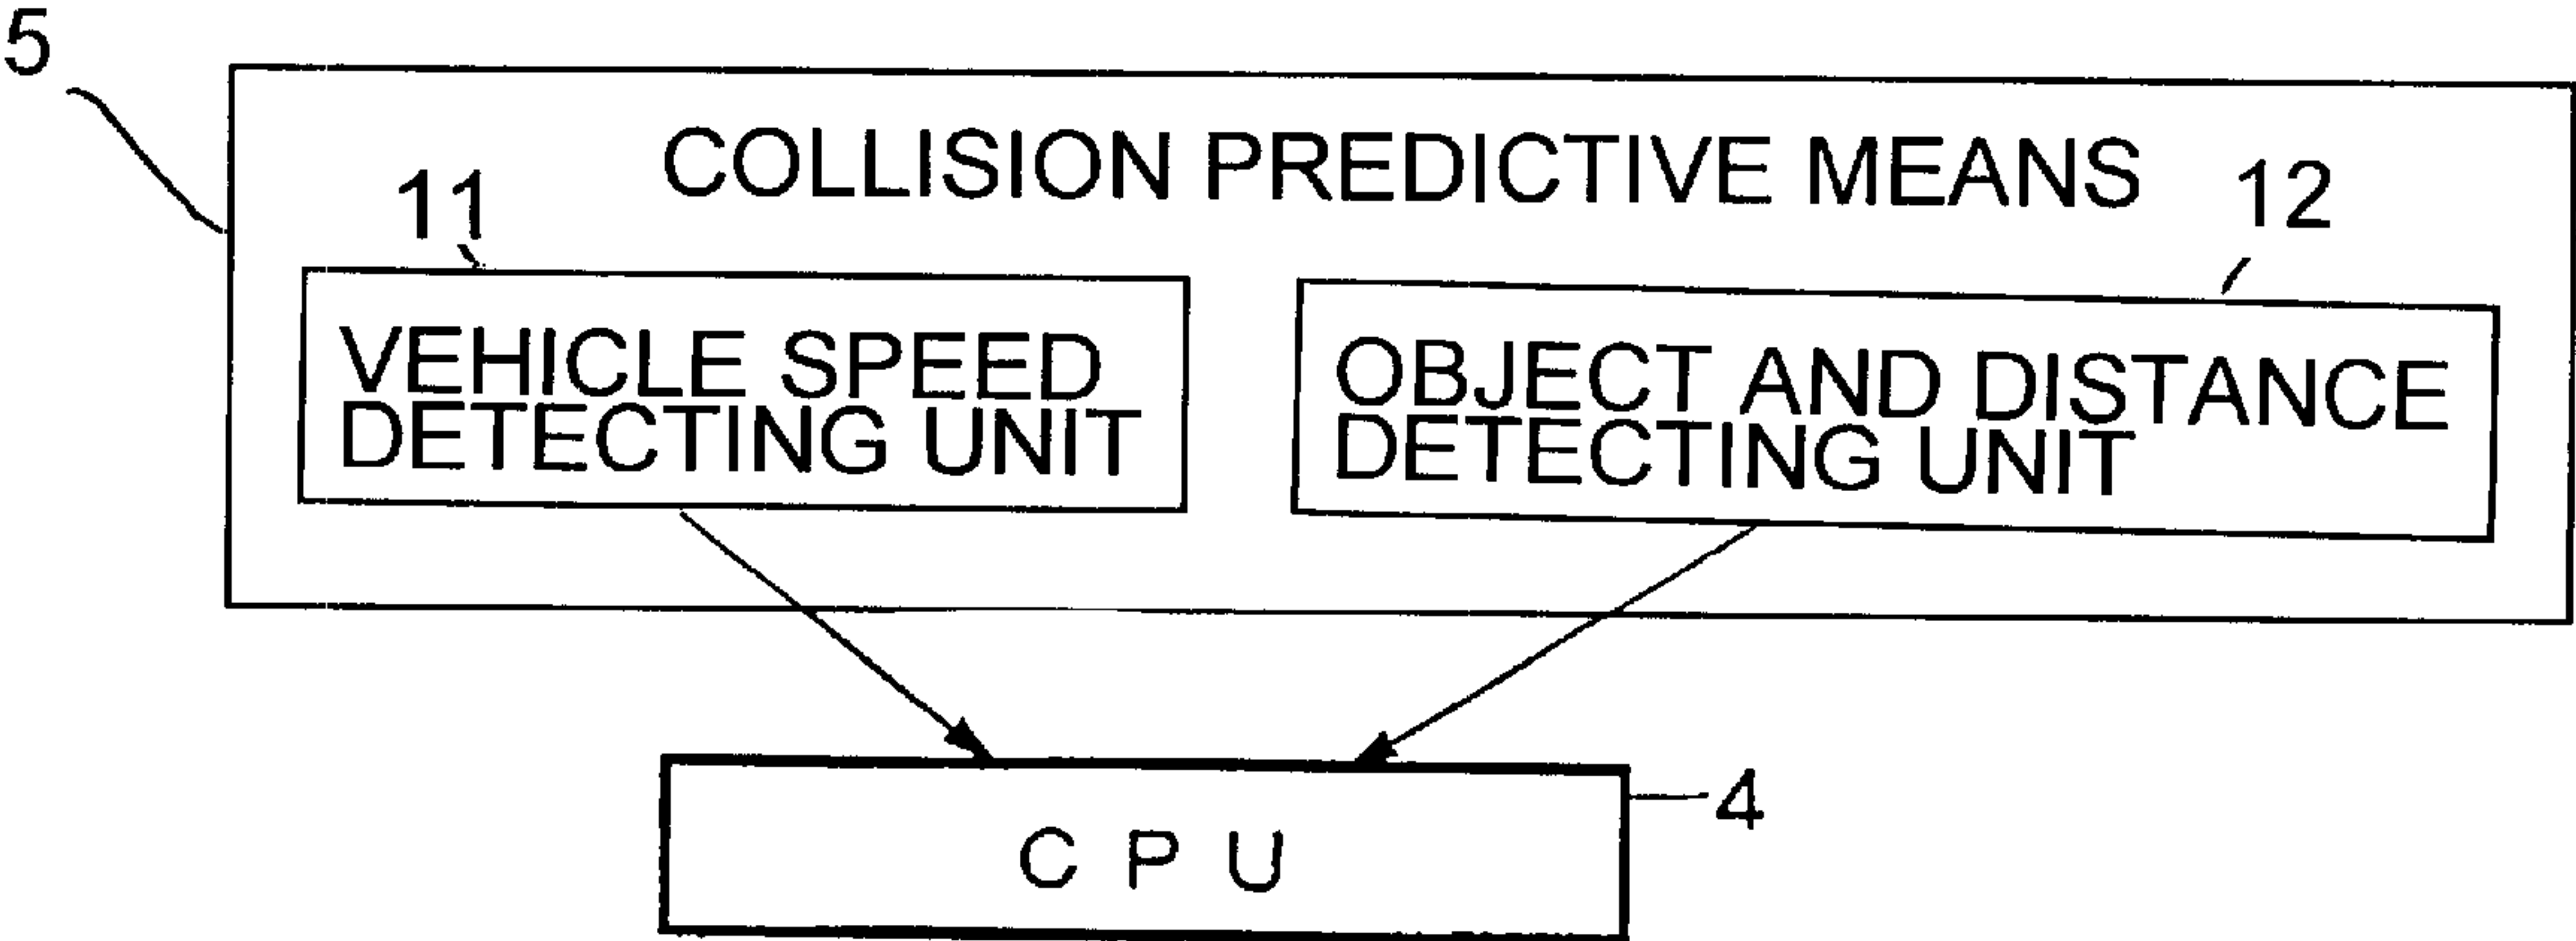 5
COLLISION PREDICTIVE MEANS
11
12
VEHICLE SPEED
DETECTING UNIT
OBJECT AND DISTANCE
DETECTING UNIT
4
C P U